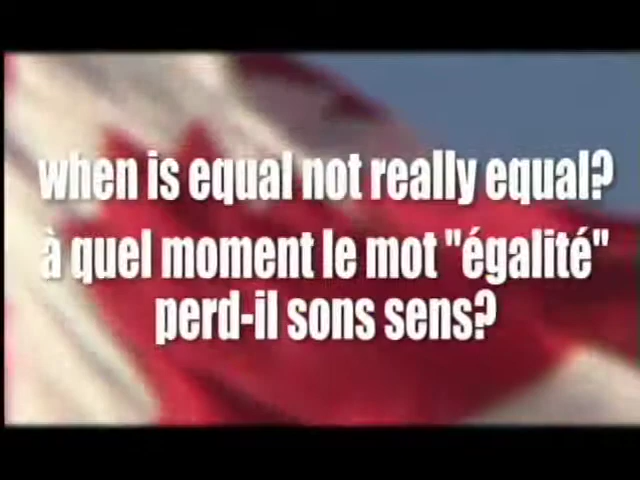 when is equal not really equal?
à quel moment le mot "égalité"
perd-il sons sens?